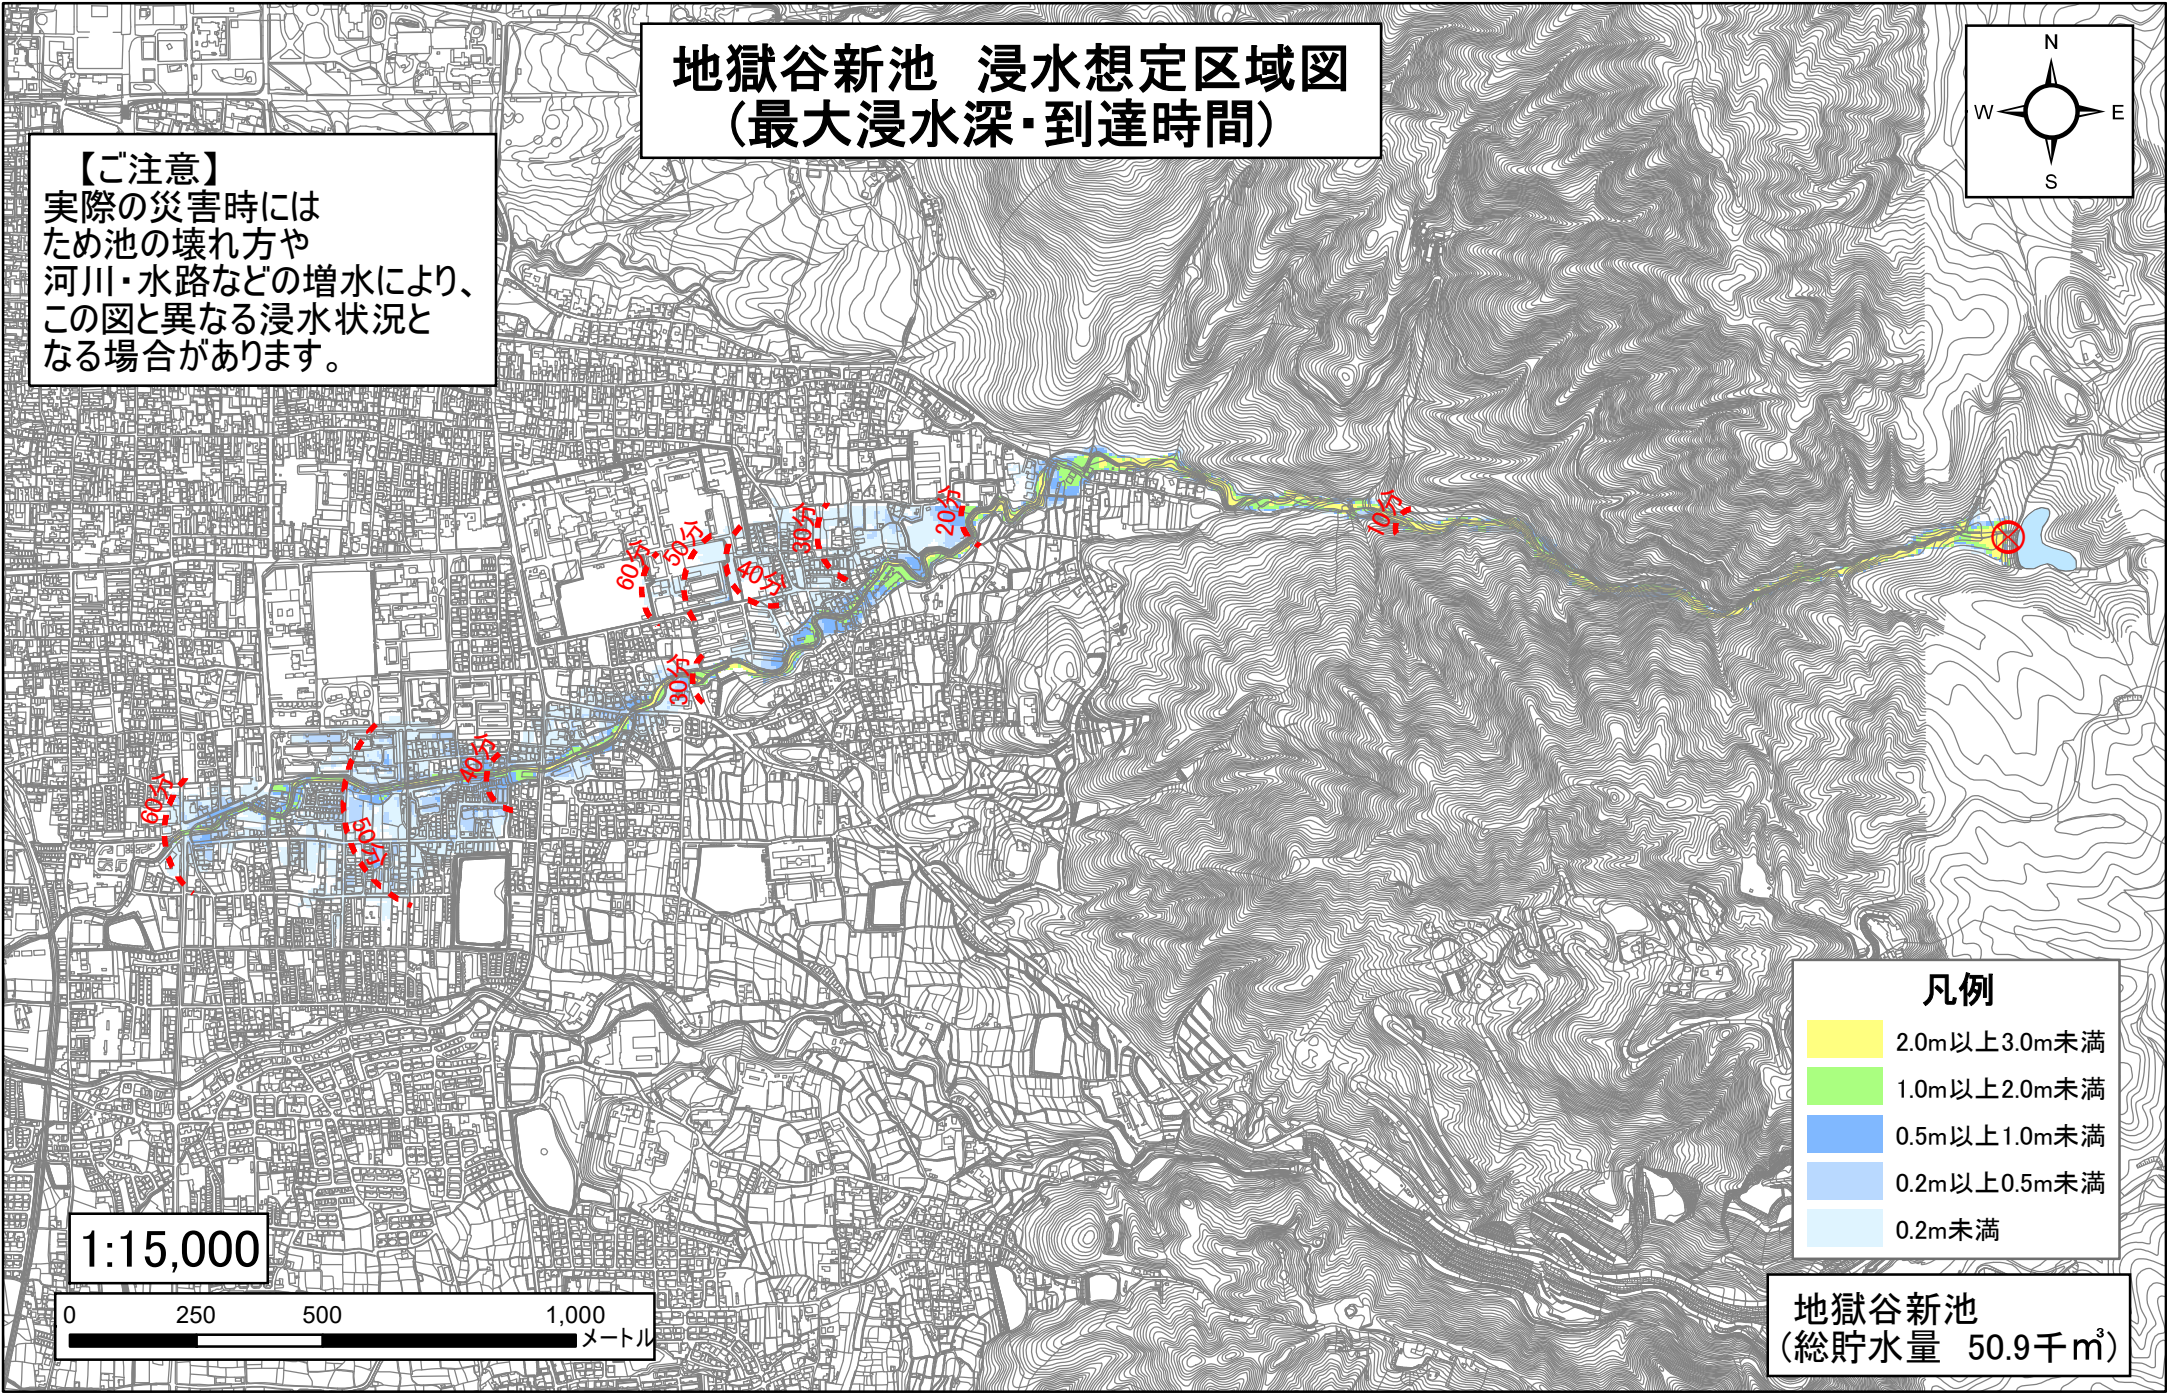 地獄谷新池　浸水想定区域図
(最大浸水深・到達時間)
N
W
E
S
【ご注意】
実際の災害時には
ため池の壊れ方や
河川・水路などの増水により、
この図と異なる浸水状況と
なる場合があります。
10分
20分
30分
40分
50分
60分
30分
40分
50分
60分
凡例
2.0m以上3.0m未満
1.0m以上2.0m未満
0.5m以上1.0m未満
0.2m以上0.5m未満
0.2m未満
1:15,000
0 250 500 1,000
メートル
地獄谷新池
(総貯水量　50.9千㎥)